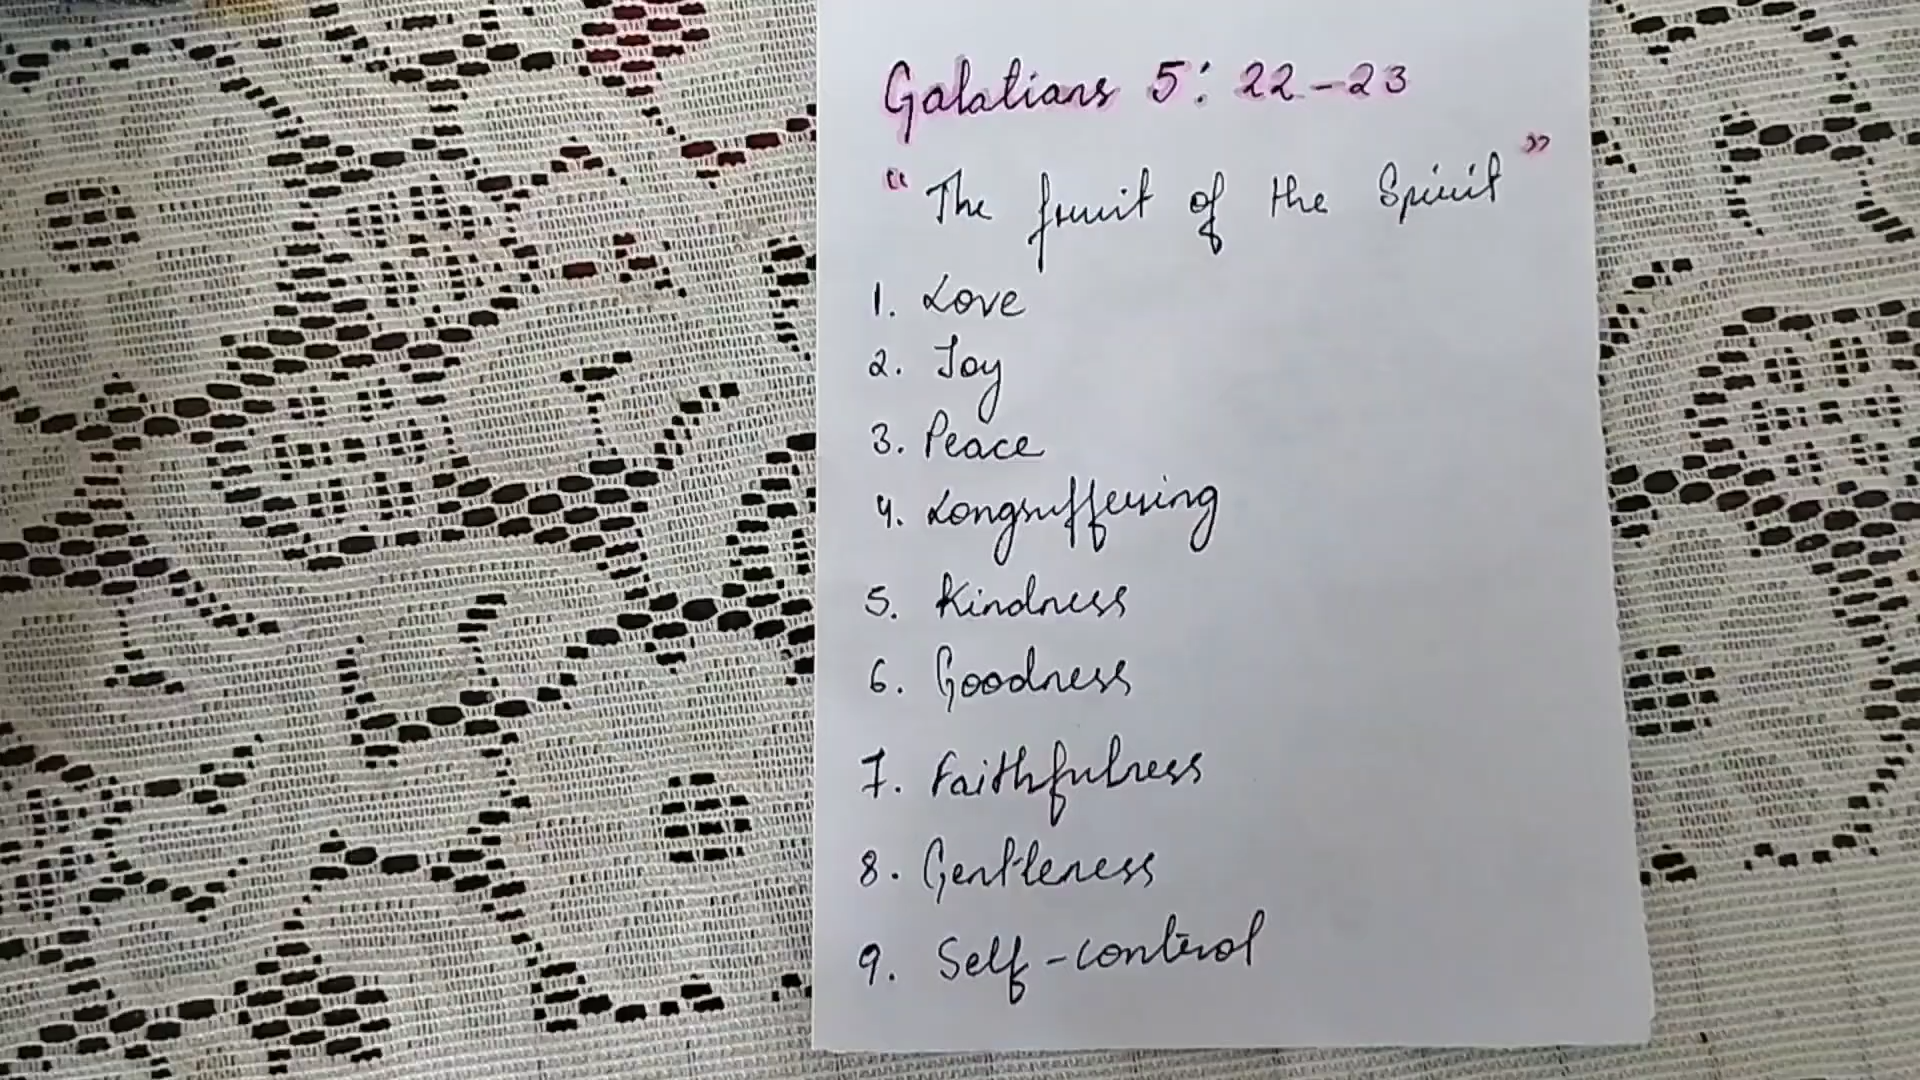 Galatians 5: 22-23
"The fruit of the Spirit"
1. Love
2. Joy
3. Peace
4. Longsuffering
5. Kindness
6. Goodness
7. Faithfulness
8. Gentleness
9. Self-control